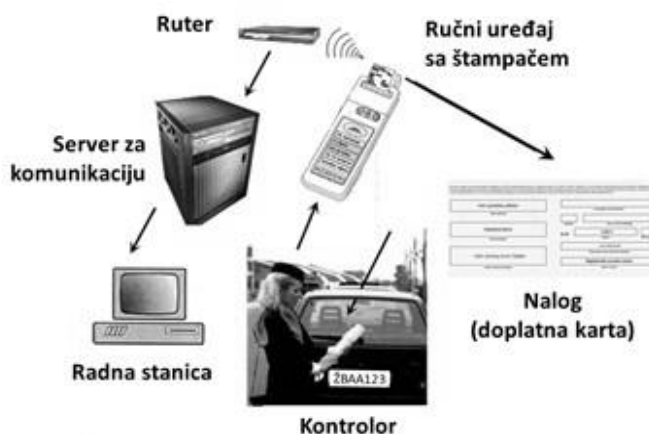 Ruter
Ručni uređaj
sa štampačem
Server za
komunikaciju
Nalog
(doplatna karta)
Radna stanica
ŽBAA123
Kontrolor